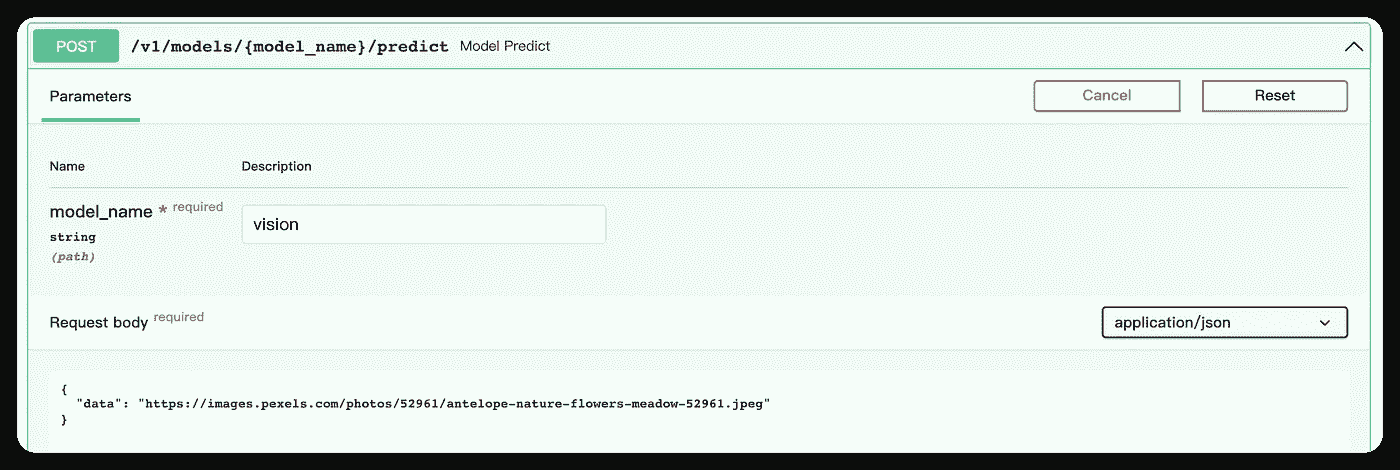 POST /v1/models/{model_name}/predict Model Predict
Parameters Cancel Reset
Name Description
model_name * required vision
string
(path)
Request body required application/json
{
"data": "https://images.pexels.com/photos/52961/antelope-nature-flowers-meadow-52961.jpeg"
}